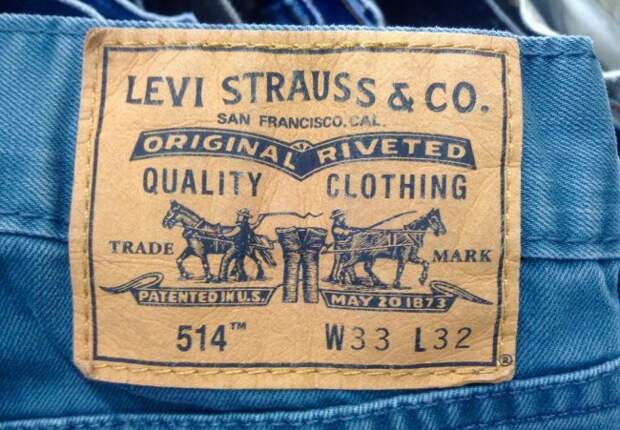 LEVI STRAUSS & CO.
SAN FRANCISCO, CAL.
ORIGINAL RIVETED
QUALITY CLOTHING
TRADE MARK
PATENTED IN U.S. MAY 20 1873
514™ W33 L32
®